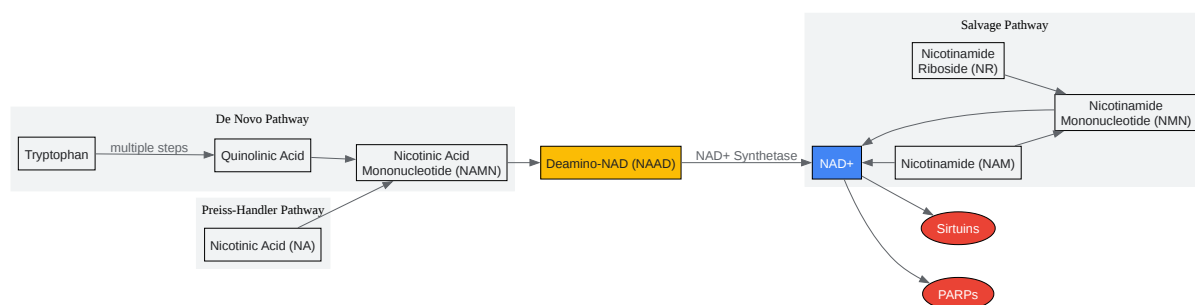 Salvage Pathway
Nicotinamide
Riboside (NR)
Nicotinamide
Mononucleotide (NMN)
De Novo Pathway
Tryptophan
multiple steps
Quinolinic Acid
Nicotinic Acid
Mononucleotide (NAMN)
Deamino-NAD (NAAD)
NAD+ Synthetase
NAD+
Nicotinamide (NAM)
Preiss-Handler Pathway
Nicotinic Acid (NA)
Sirtuins
PARPs